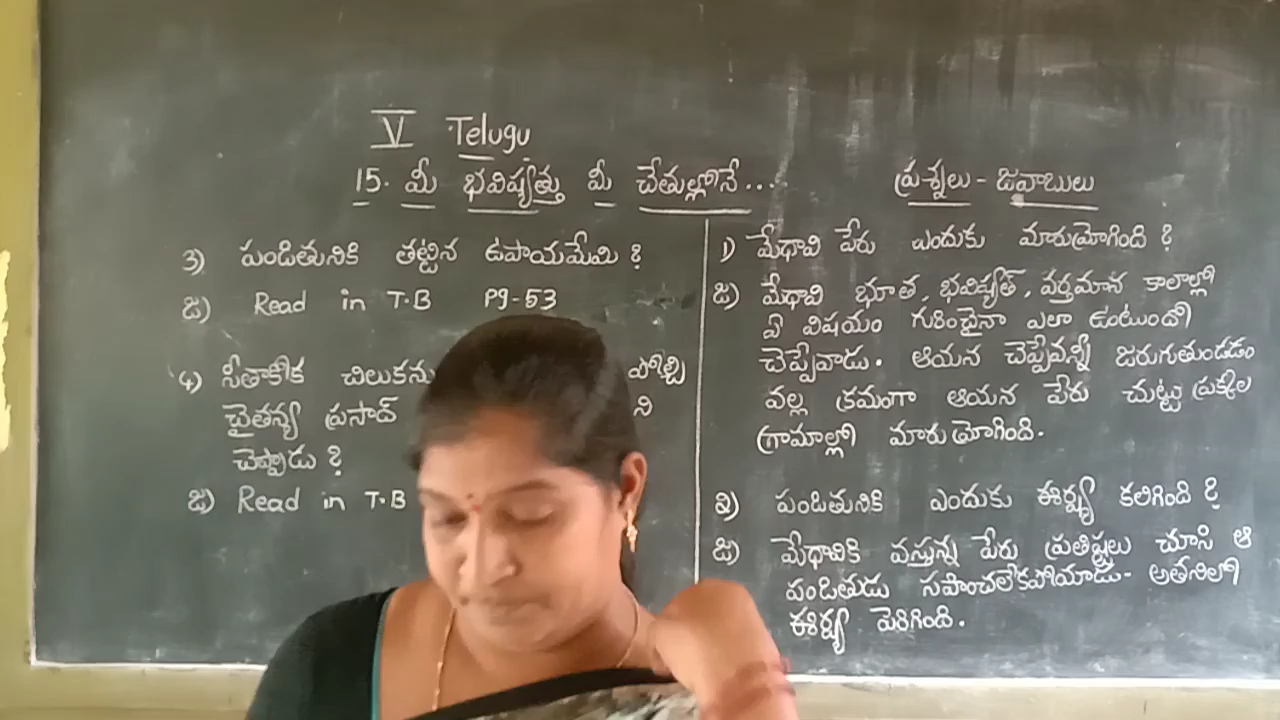 V Telugu
15. మీ భవిష్యత్తు మీ చేతుల్లోనే...
ప్రశ్నలు - జవాబులు
1) మేధావి పేరు ఎందుకు మారుమ్రోగింది ?
జ) మేధావి భూత, భవిష్యత్, వర్తమాన కాలాల్లో
ఏ విషయం గురించైనా ఎలా ఉంటుందో
చెప్పేవాడు. ఆయన చెప్పేవన్నీ జరుగుతుండడం
వల్ల క్రమంగా ఆయన పేరు చుట్టు ప్రక్కల
గ్రామాల్లో మారుమ్రోగింది.
౨) పండితునికి ఎందుకు ఈర్ష్య కలిగింది ?
జ) మేధావికి వస్తున్న పేరు ప్రతిష్టలు చూసి ఆ
పండితుడు సహించలేకపోయాడు- అతనిలో
ఈర్ష్య పెరిగింది.
3) పండితునికి తట్టిన ఉపాయమేమి ?
జ) Read in T.B Pg-53
4) సీతాకోక చిలుకను పోల్చి
చైతన్య ప్రసాద్ ని
చెప్పాడు ?
జ) Read in T.B